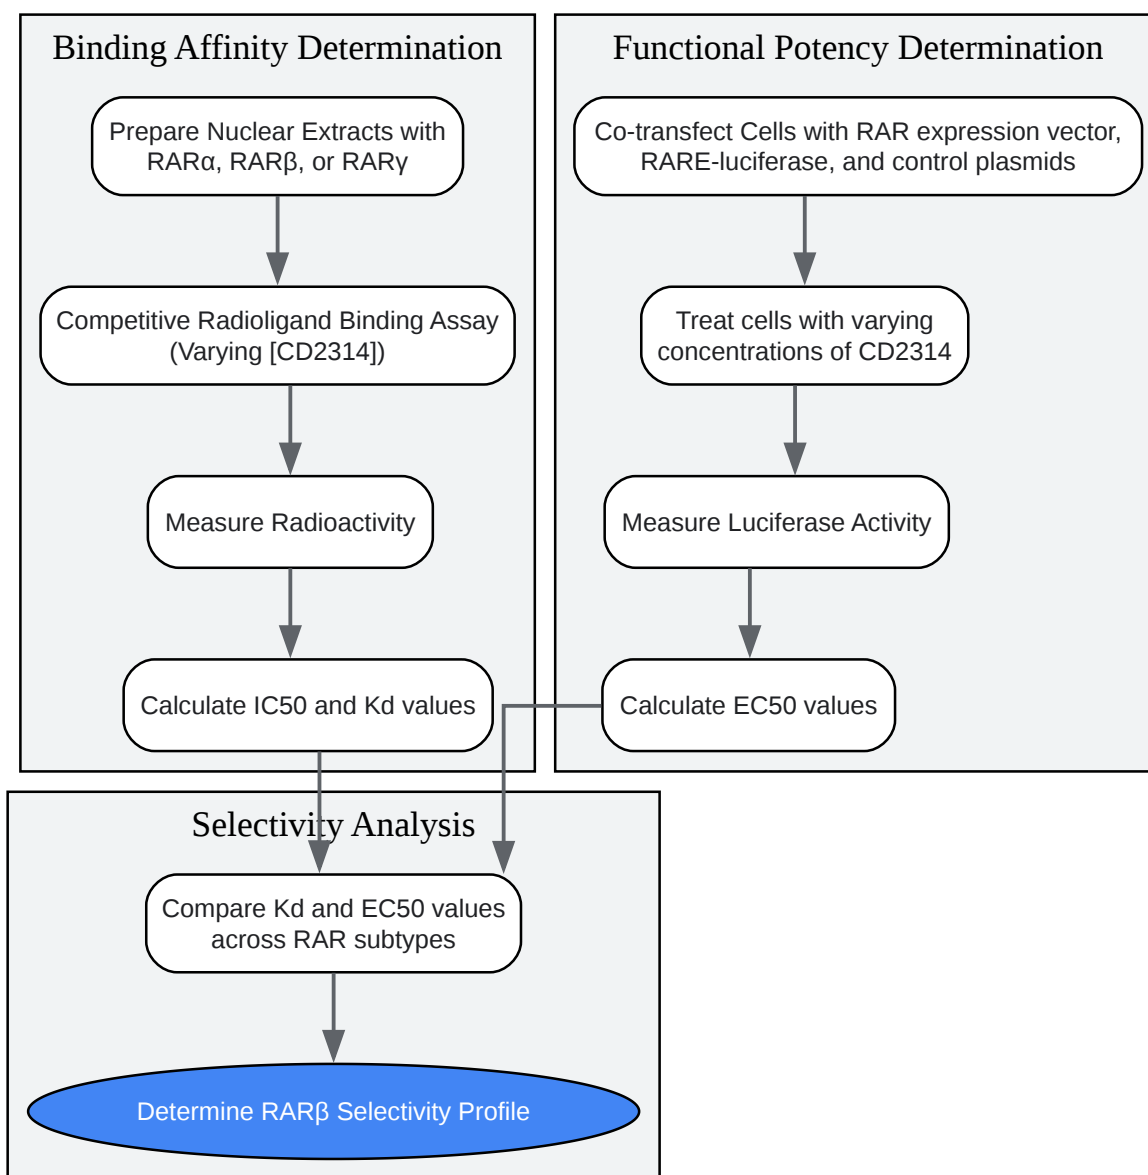 Binding Affinity Determination
Prepare Nuclear Extracts with
RARα, RARβ, or RARγ
Competitive Radioligand Binding Assay
(Varying [CD2314])
Measure Radioactivity
Calculate IC50 and Kd values
Functional Potency Determination
Co-transfect Cells with RAR expression vector,
RARE-luciferase, and control plasmids
Treat cells with varying
concentrations of CD2314
Measure Luciferase Activity
Calculate EC50 values
Selectivity Analysis
Compare Kd and EC50 values
across RAR subtypes
Determine RARβ Selectivity Profile